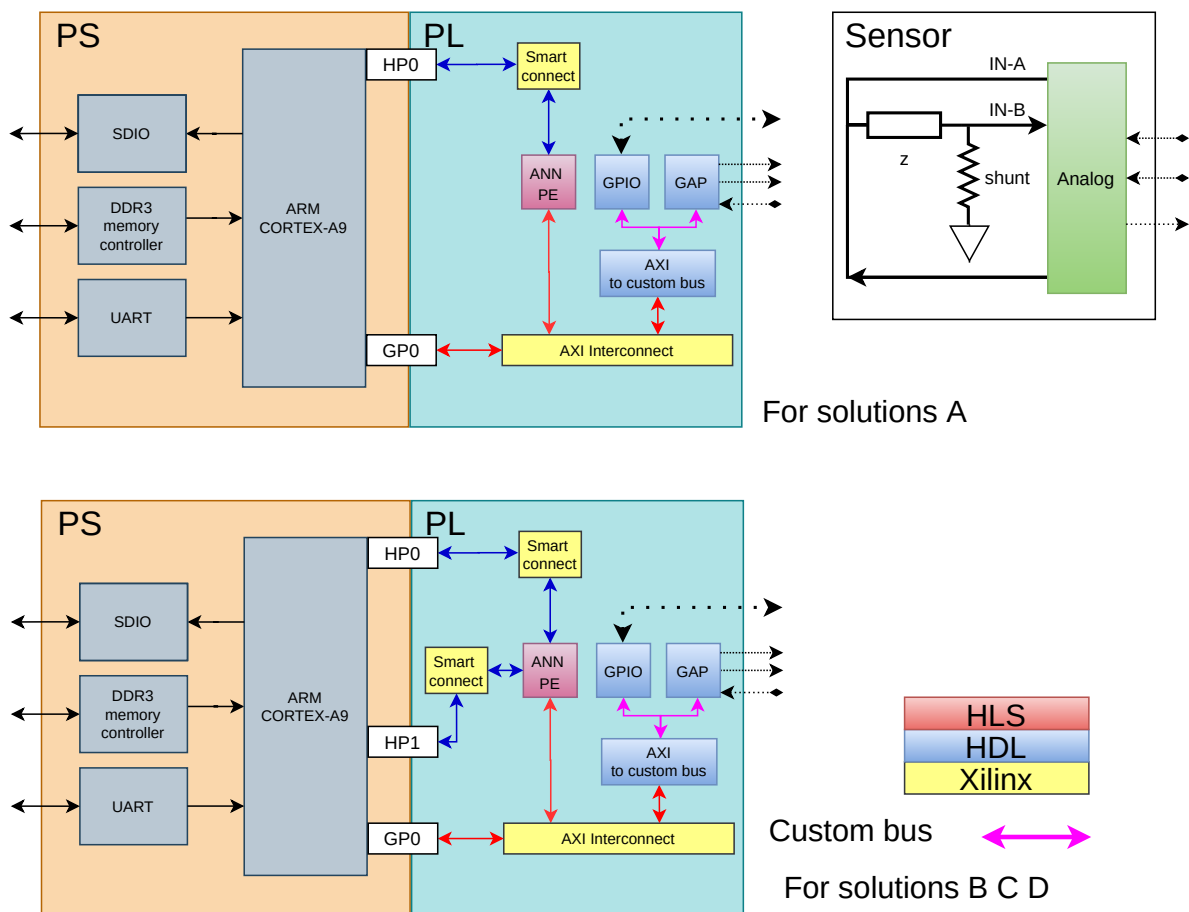 PS
PL
HP0
Smart
connect
SDIO
DDR3
memory
controller
ARM
CORTEX-A9
UART
ANN
PE
GPIO
GAP
AXI
to custom bus
GP0
AXI Interconnect
Sensor
IN-A
IN-B
z
shunt
Analog
For solutions A
PS
PL
HP0
Smart
connect
SDIO
DDR3
memory
controller
ARM
CORTEX-A9
UART
Smart
connect
ANN
PE
GPIO
GAP
HP1
AXI
to custom bus
GP0
AXI Interconnect
HLS
HDL
Xilinx
Custom bus
For solutions B C D